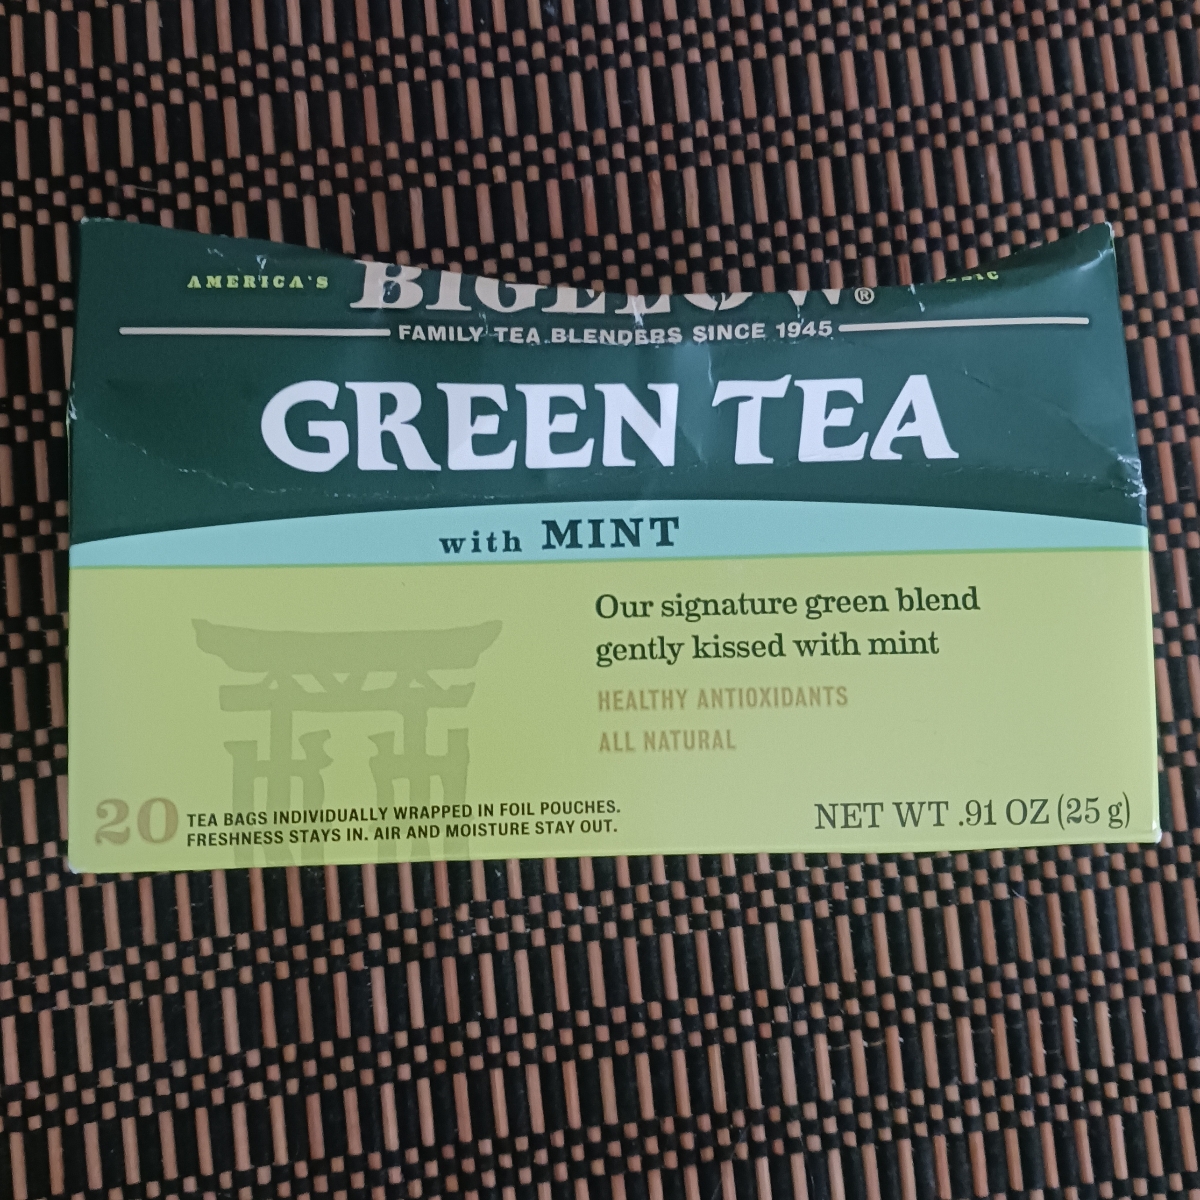 AMERICA'S
BIGELOW®
FAMILY TEA BLENDERS SINCE 1945
GREEN TEA
with MINT
Our signature green blend
gently kissed with mint
HEALTHY ANTIOXIDANTS
ALL NATURAL
20 TEA BAGS INDIVIDUALLY WRAPPED IN FOIL POUCHES.
FRESHNESS STAYS IN. AIR AND MOISTURE STAY OUT.
NET WT .91 OZ (25 g)